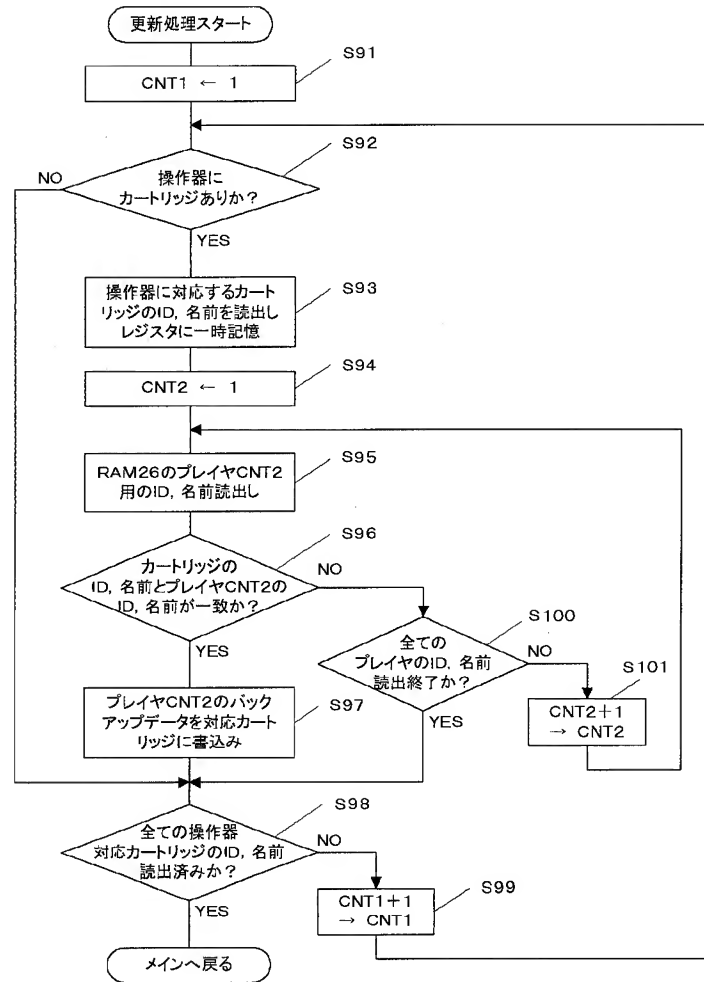 更新処理スタート
S91
CNT1 ← 1
S92
NO
操作器に
カートリッジありか?
YES
S93
操作器に対応するカート
リッジのID, 名前を読出し
レジスタに一時記憶
S94
CNT2 ← 1
S95
RAM26のプレイヤCNT2
用のID, 名前読出し
S96
カートリッジの
ID, 名前とプレイヤCNT2の
ID, 名前が一致か?
NO
YES
S100
全ての
プレイヤのID, 名前
読出終了か?
NO
YES
S101
CNT2+1
→ CNT2
S97
プレイヤCNT2のバック
アップデータを対応カート
リッジに書込み
S98
全ての操作器
対応カートリッジのID, 名前
読出済みか?
NO
YES
S99
CNT1+1
→ CNT1
メインへ戻る